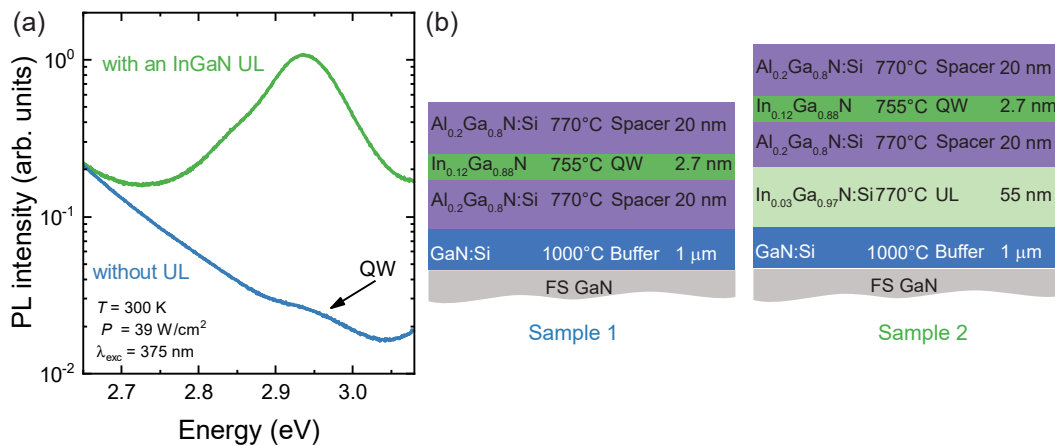 (a)
PL intensity (arb. units)
10⁰
10⁻¹
10⁻²
with an InGaN UL
without UL
QW
T = 300 K
P = 39 W/cm²
λexc = 375 nm
2.7 2.8 2.9 3.0
Energy (eV)
(b)
Al0.2Ga0.8N:Si 770°C Spacer 20 nm
In0.12Ga0.88N 755°C QW 2.7 nm
Al0.2Ga0.8N:Si 770°C Spacer 20 nm
GaN:Si 1000°C Buffer 1 μm
FS GaN
Sample 1
Al0.2Ga0.8N:Si 770°C Spacer 20 nm
In0.12Ga0.88N 755°C QW 2.7 nm
Al0.2Ga0.8N:Si 770°C Spacer 20 nm
In0.03Ga0.97N:Si 770°C UL 55 nm
GaN:Si 1000°C Buffer 1 μm
FS GaN
Sample 2